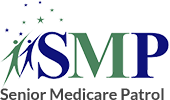 SMP
Senior Medicare Patrol